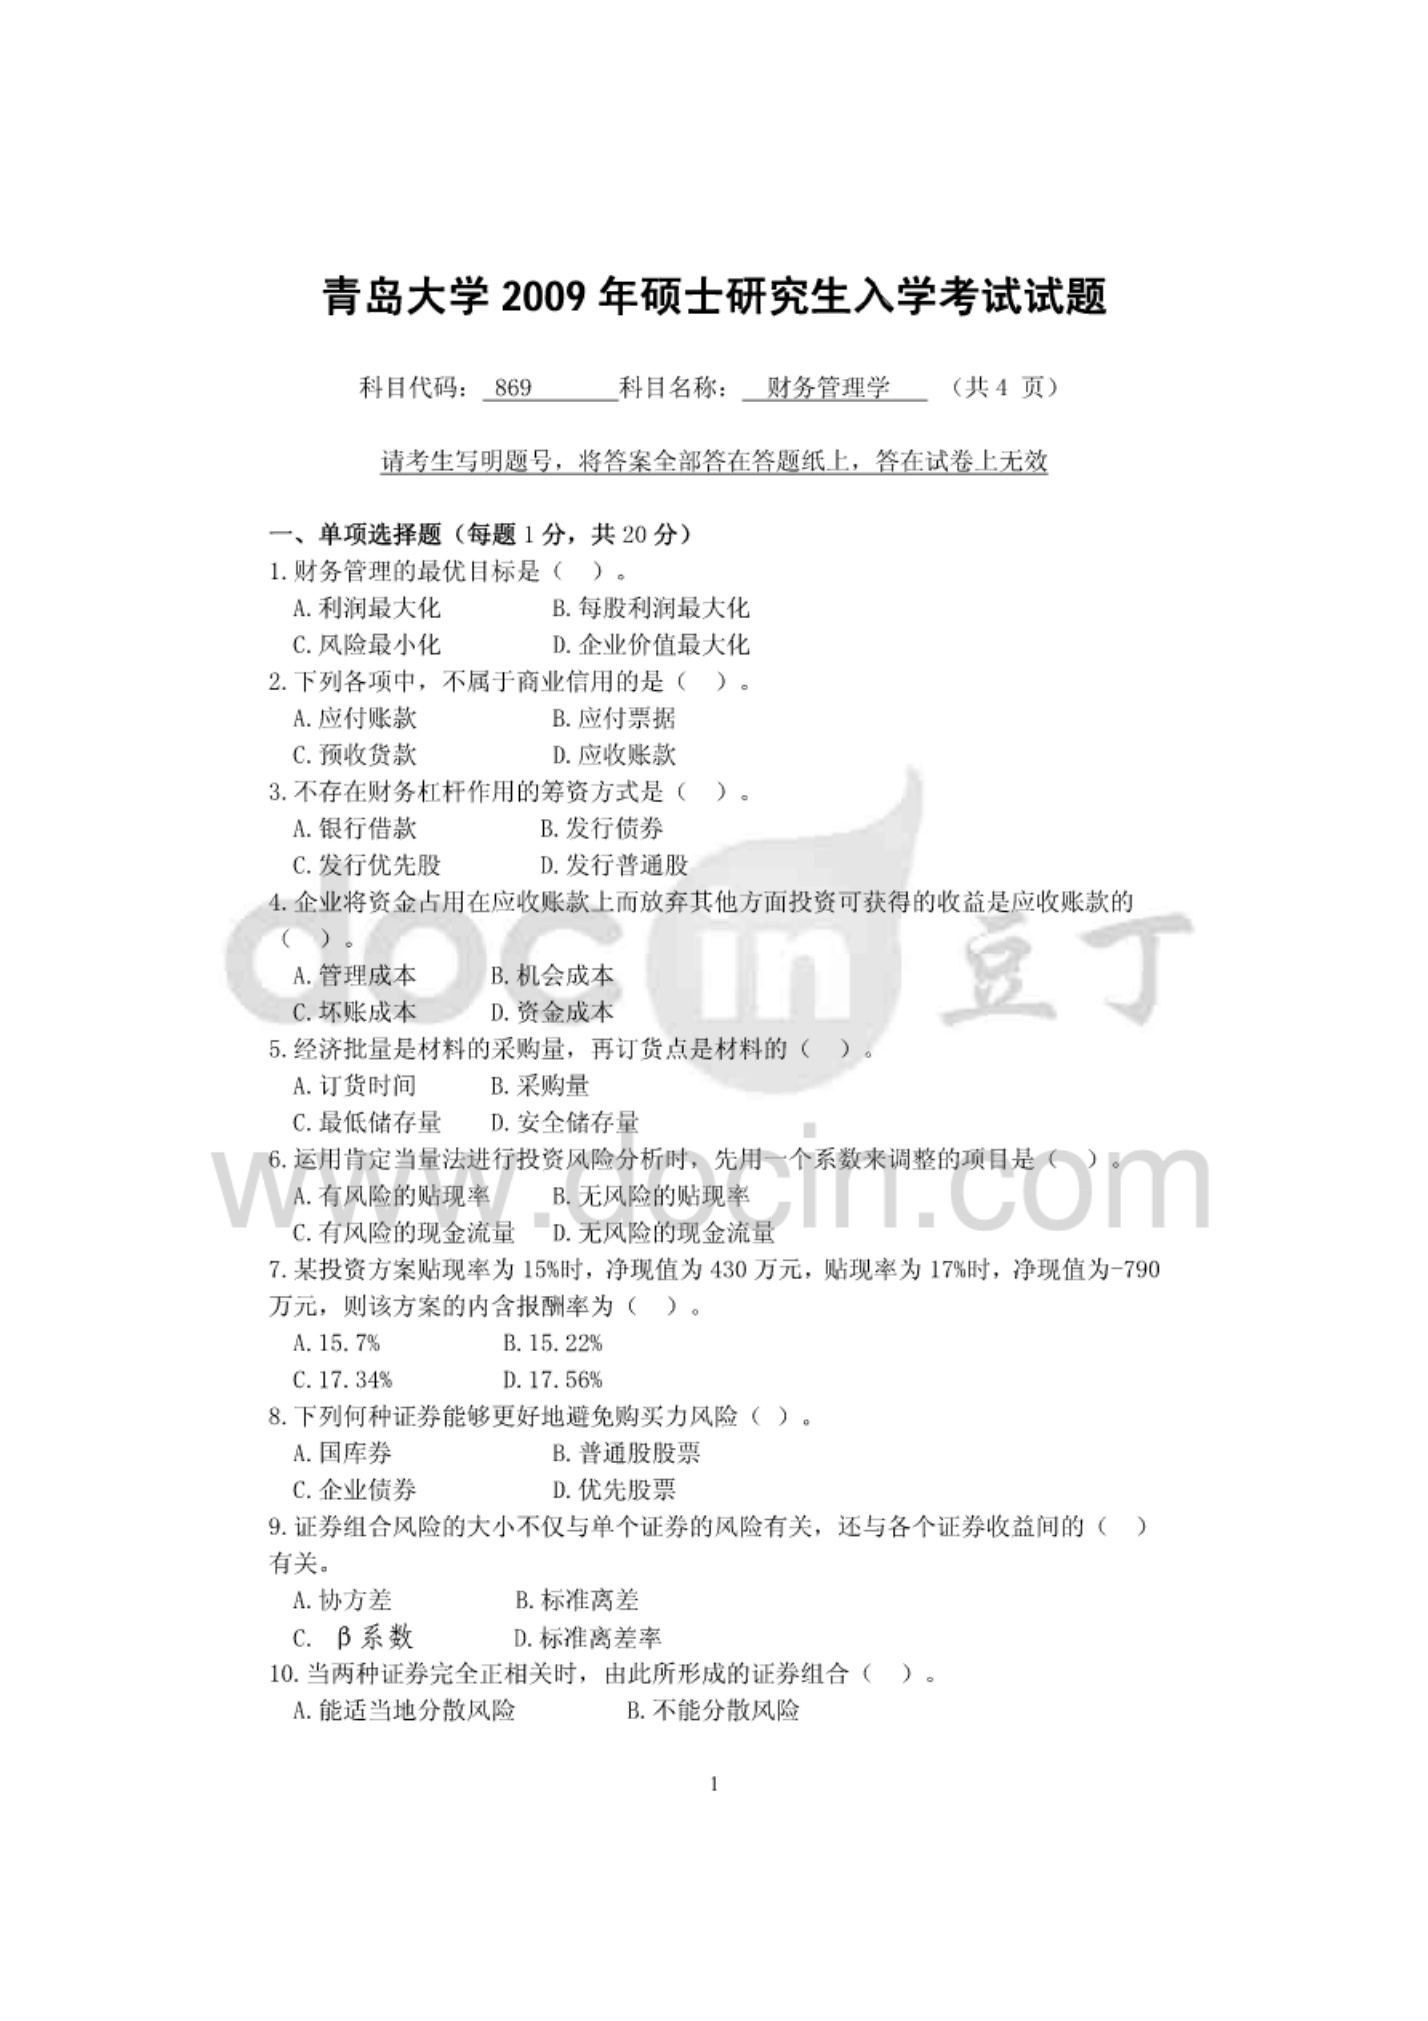 青岛大学 2009 年硕士研究生入学考试试题
科目代码： 869 科目名称： 财务管理学 （共 4 页）
请考生写明题号，将答案全部答在答题纸上，答在试卷上无效
一、单项选择题（每题 1 分，共 20 分）
1.财务管理的最优目标是（ ）。
A.利润最大化 B.每股利润最大化
C.风险最小化 D.企业价值最大化
2.下列各项中，不属于商业信用的是（ ）。
A.应付账款 B.应付票据
C.预收货款 D.应收账款
3.不存在财务杠杆作用的筹资方式是（ ）。
A.银行借款 B.发行债券
C.发行优先股 D.发行普通股
4.企业将资金占用在应收账款上而放弃其他方面投资可获得的收益是应收账款的
（ ）。
A.管理成本 B.机会成本
C.坏账成本 D.资金成本
5.经济批量是材料的采购量，再订货点是材料的（ ）。
A.订货时间 B.采购量
C.最低储存量 D.安全储存量
6.运用肯定当量法进行投资风险分析时，先用一个系数来调整的项目是（ ）。
A.有风险的贴现率 B.无风险的贴现率
C.有风险的现金流量 D.无风险的现金流量
7.某投资方案贴现率为 15%时，净现值为 430 万元，贴现率为 17%时，净现值为-790
万元，则该方案的内含报酬率为（ ）。
A.15.7% B.15.22%
C.17.34% D.17.56%
8.下列何种证券能够更好地避免购买力风险（ ）。
A.国库券 B.普通股股票
C.企业债券 D.优先股票
9.证券组合风险的大小不仅与单个证券的风险有关，还与各个证券收益间的（ ）
有关。
A.协方差 B.标准离差
C. β系数 D.标准离差率
10.当两种证券完全正相关时，由此所形成的证券组合（ ）。
A.能适当地分散风险 B.不能分散风险
1
docin 豆丁
www.docin.com